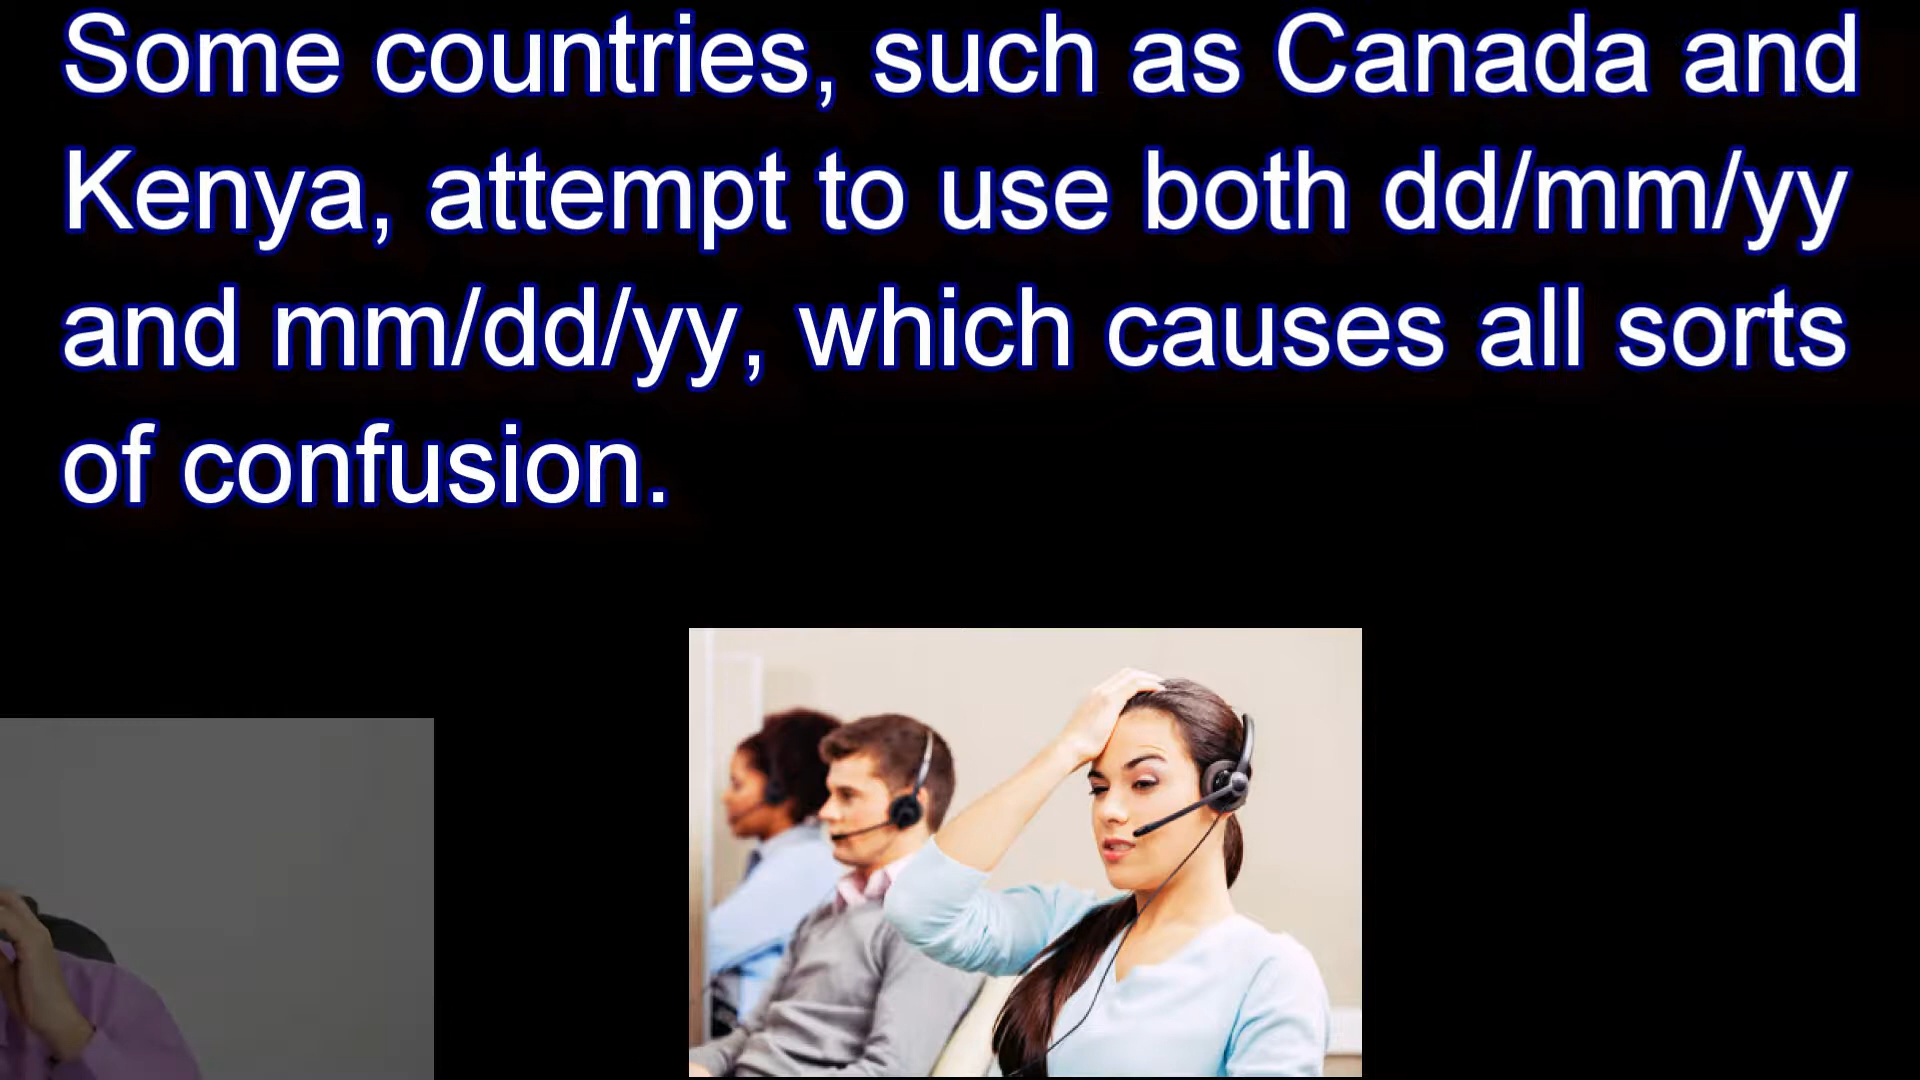 Some countries, such as Canada and
Kenya, attempt to use both dd/mm/yy
and mm/dd/yy, which causes all sorts
of confusion.